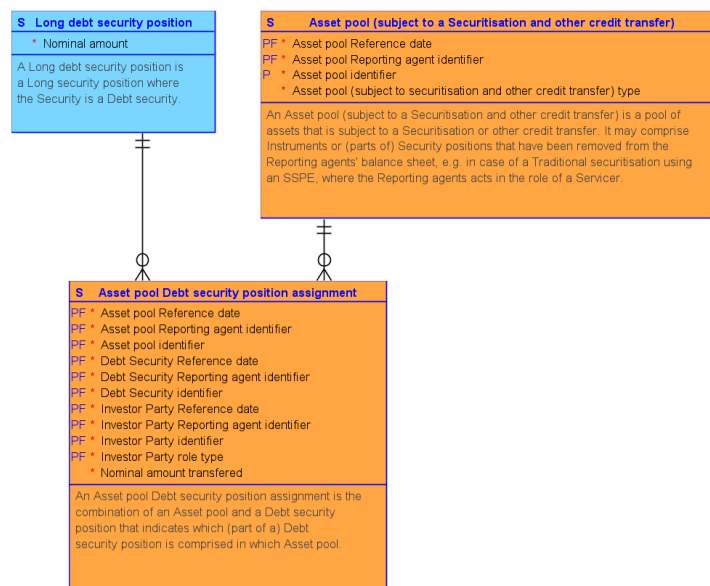 S Long debt security position
* Nominal amount
A Long debt security position is
a Long security position where
the Security is a Debt security.
S Asset pool (subject to a Securitisation and other credit transfer)
PF * Asset pool Reference date
PF * Asset pool Reporting agent identifier
P * Asset pool identifier
* Asset pool (subject to securitisation and other credit transfer) type
An Asset pool (subject to a Securitisation and other credit transfer) is a pool of
assets that is subject to a Securitisation or other credit transfer. It may comprise
Instruments or (parts of) Security positions that have been removed from the
Reporting agents' balance sheet, e.g. in case of a Traditional securitisation using
an SSPE, where the Reporting agents acts in the role of a Servicer.
S Asset pool Debt security position assignment
PF * Asset pool Reference date
PF * Asset pool Reporting agent identifier
PF * Asset pool identifier
PF * Debt Security Reference date
PF * Debt Security Reporting agent identifier
PF * Debt Security identifier
PF * Investor Party Reference date
PF * Investor Party Reporting agent identifier
PF * Investor Party identifier
PF * Investor Party role type
* Nominal amount transfered
An Asset pool Debt security position assignment is the
combination of an Asset pool and a Debt security
position that indicates which (part of a) Debt
security position is comprised in which Asset pool.